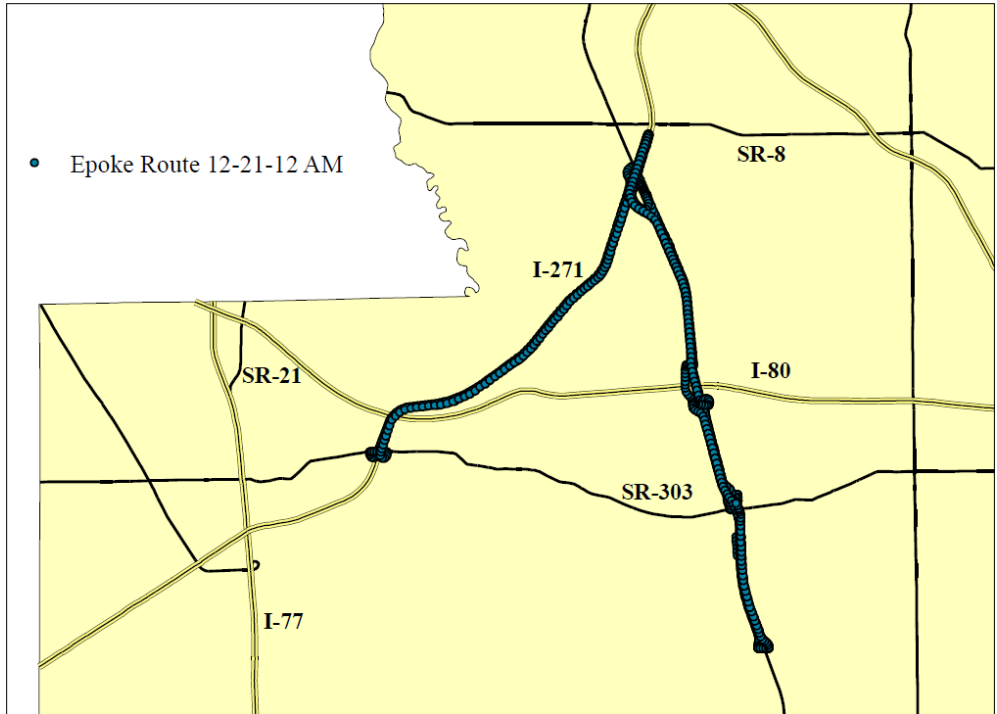 SR-8
Epoke Route 12-21-12 AM
I-271
SR-21
I-80
SR-303
I-77